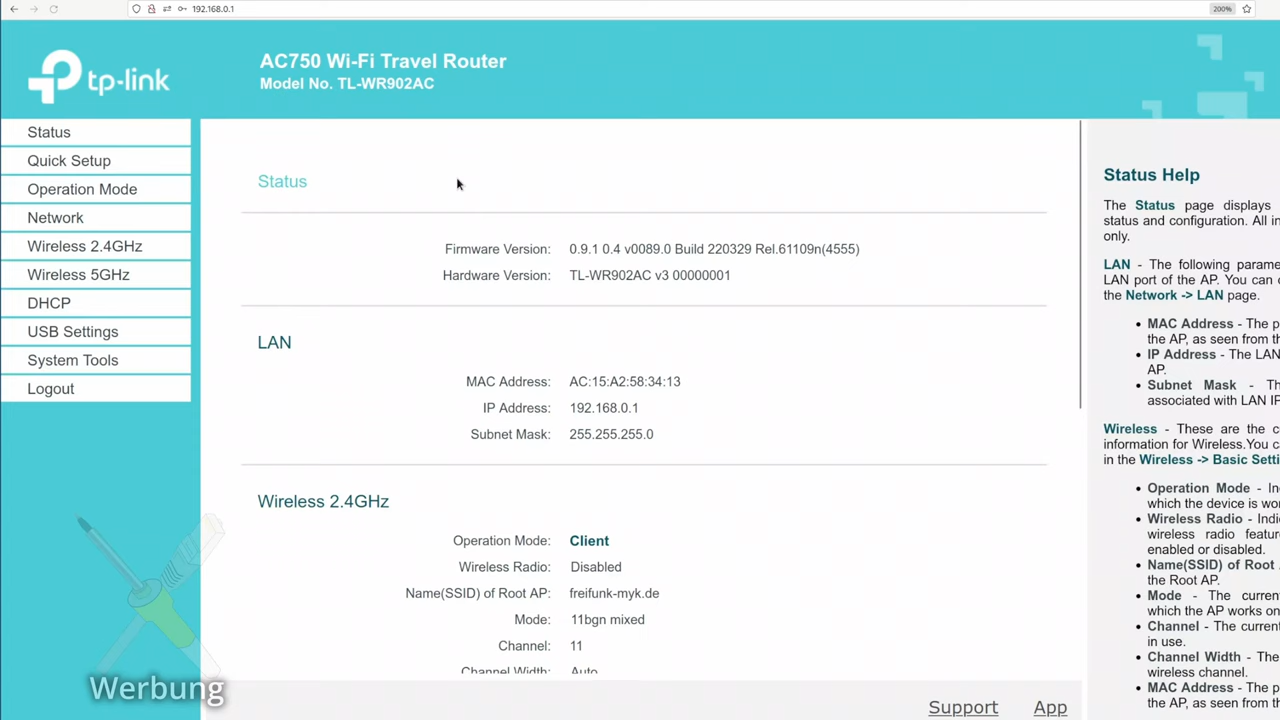 192.168.0.1
200%
tp-link
AC750 Wi-Fi Travel Router
Model No. TL-WR902AC
Status
Quick Setup
Operation Mode
Network
Wireless 2.4GHz
Wireless 5GHz
DHCP
USB Settings
System Tools
Logout
Status
Firmware Version: 0.9.1 0.4 v0089.0 Build 220329 Rel.61109n(4555)
Hardware Version: TL-WR902AC v3 00000001
LAN
MAC Address: AC:15:A2:58:34:13
IP Address: 192.168.0.1
Subnet Mask: 255.255.255.0
Wireless 2.4GHz
Operation Mode: Client
Wireless Radio: Disabled
Name(SSID) of Root AP: freifunk-myk.de
Mode: 11bgn mixed
Channel: 11
Channel Width: Auto
Support App
Status Help
The Status page displays
status and configuration. All in
only.
LAN - The following parame
LAN port of the AP. You can c
the Network -> LAN page.
• MAC Address - The p
the AP, as seen from th
• IP Address - The LAN
AP.
• Subnet Mask - Th
associated with LAN IP
Wireless - These are the c
information for Wireless.You ca
in the Wireless -> Basic Setti
• Operation Mode - In
which the device is wo
• Wireless Radio - Indi
wireless radio featur
enabled or disabled.
• Name(SSID) of Root
the Root AP.
• Mode - The curren
which the AP works on
• Channel - The current
in use.
• Channel Width - The
wireless channel.
• MAC Address - The p
the AP, as seen from th
Werbung